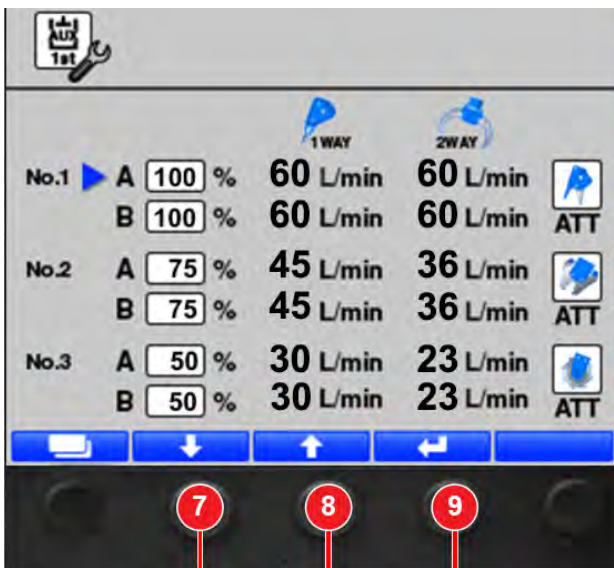 AUX
1st
1 WAY 2WAY
No.1 A 100 % 60 L/min 60 L/min
B 100 % 60 L/min 60 L/min ATT
No.2 A 75 % 45 L/min 36 L/min
B 75 % 45 L/min 36 L/min ATT
No.3 A 50 % 30 L/min 23 L/min
B 50 % 30 L/min 23 L/min ATT
7 8 9